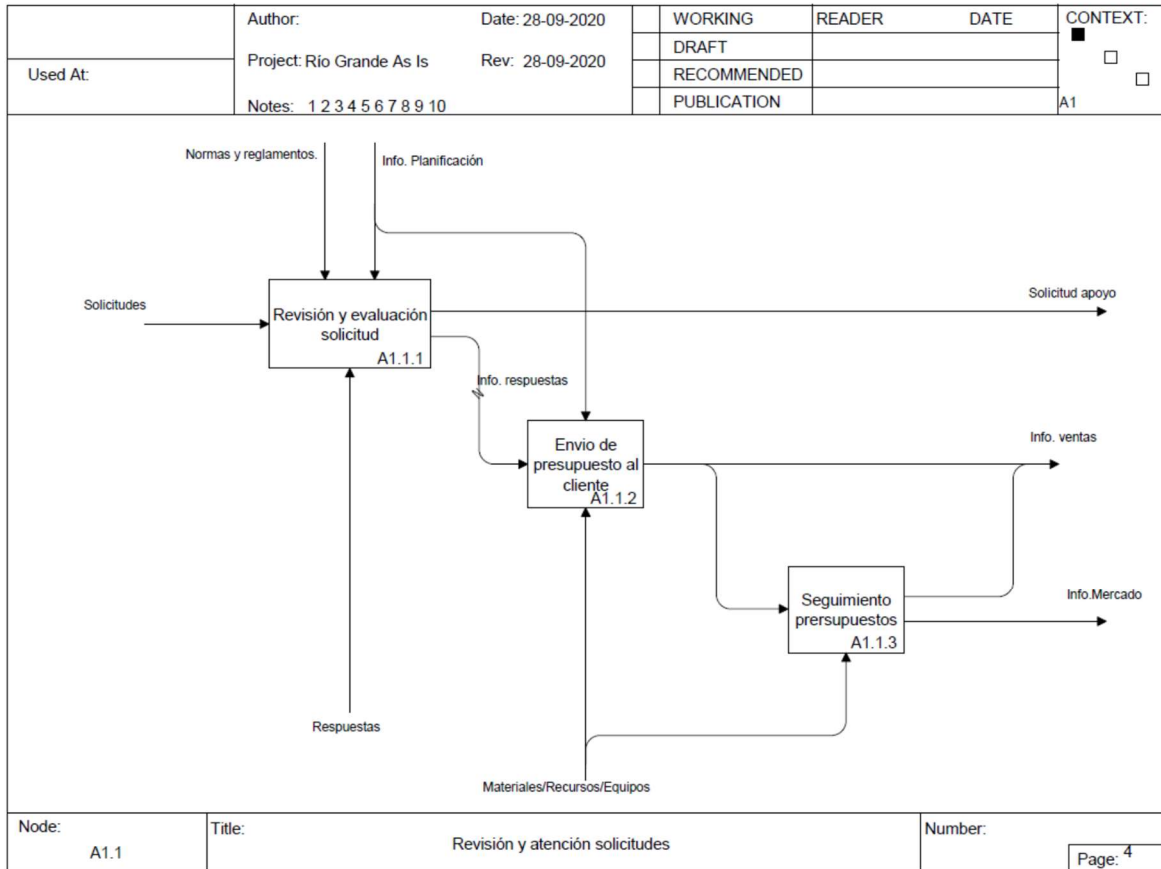 Used At:
Author:
Date: 28-09-2020
Project: Río Grande As Is
Rev: 28-09-2020
Notes: 1 2 3 4 5 6 7 8 9 10
WORKING
DRAFT
RECOMMENDED
PUBLICATION
READER
DATE
CONTEXT:
A1
Normas y reglamentos.
Info. Planificación
Solicitudes
Revisión y evaluación
solicitud
A1.1.1
Solicitud apoyo
Info. respuestas
Envio de
presupuesto al
cliente
A1.1.2
Info. ventas
Seguimiento
prersupuestos
A1.1.3
Info.Mercado
Respuestas
Materiales/Recursos/Equipos
Node:
A1.1
Title:
Revisión y atención solicitudes
Number:
Page: 4